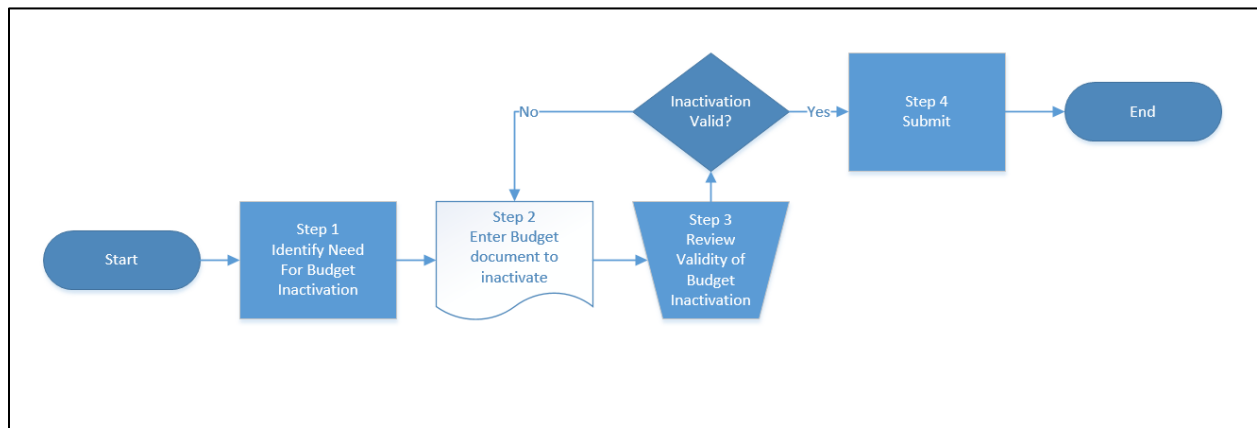 Start
Step 1
Identify Need
For Budget
Inactivation
Step 2
Enter Budget
document to
inactivate
Step 3
Review
Validity of
Budget
Inactivation
Inactivation
Valid?
No
Yes
Step 4
Submit
End